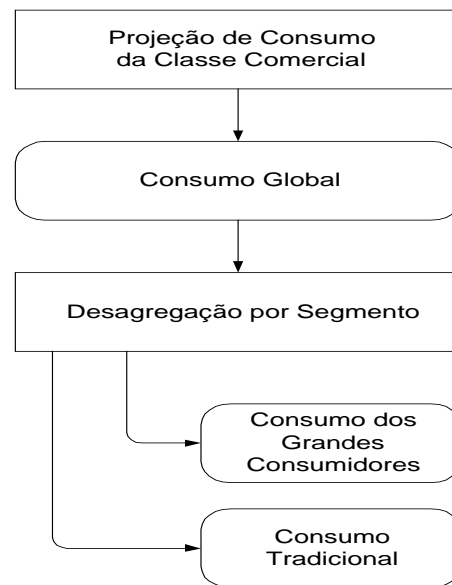 Projeção de Consumo
da Classe Comercial
Consumo Global
Desagregação por Segmento
Consumo dos
Grandes
Consumidores
Consumo
Tradicional